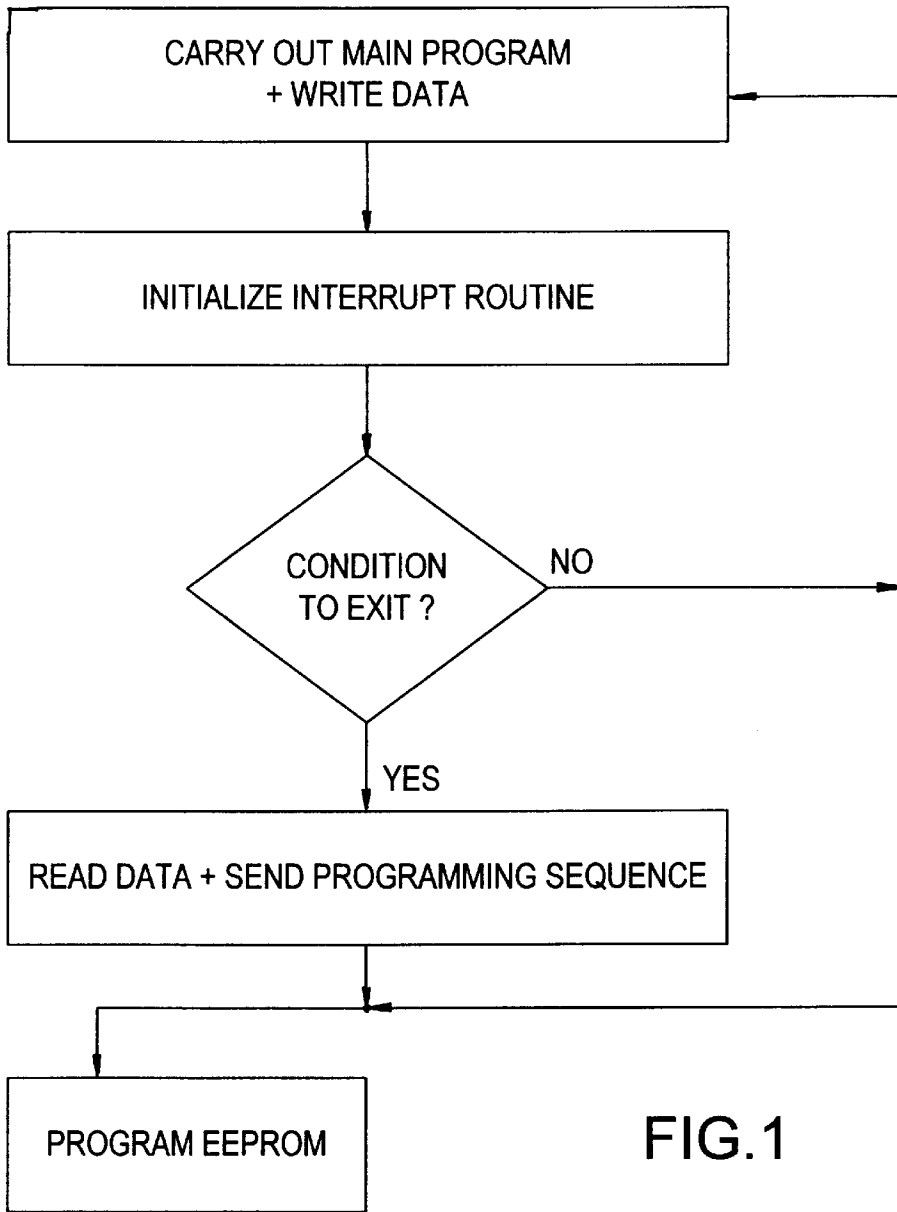 CARRY OUT MAIN PROGRAM
+ WRITE DATA
INITIALIZE INTERRUPT ROUTINE
CONDITION
TO EXIT ?
NO
YES
READ DATA + SEND PROGRAMMING SEQUENCE
PROGRAM EEPROM
FIG.1